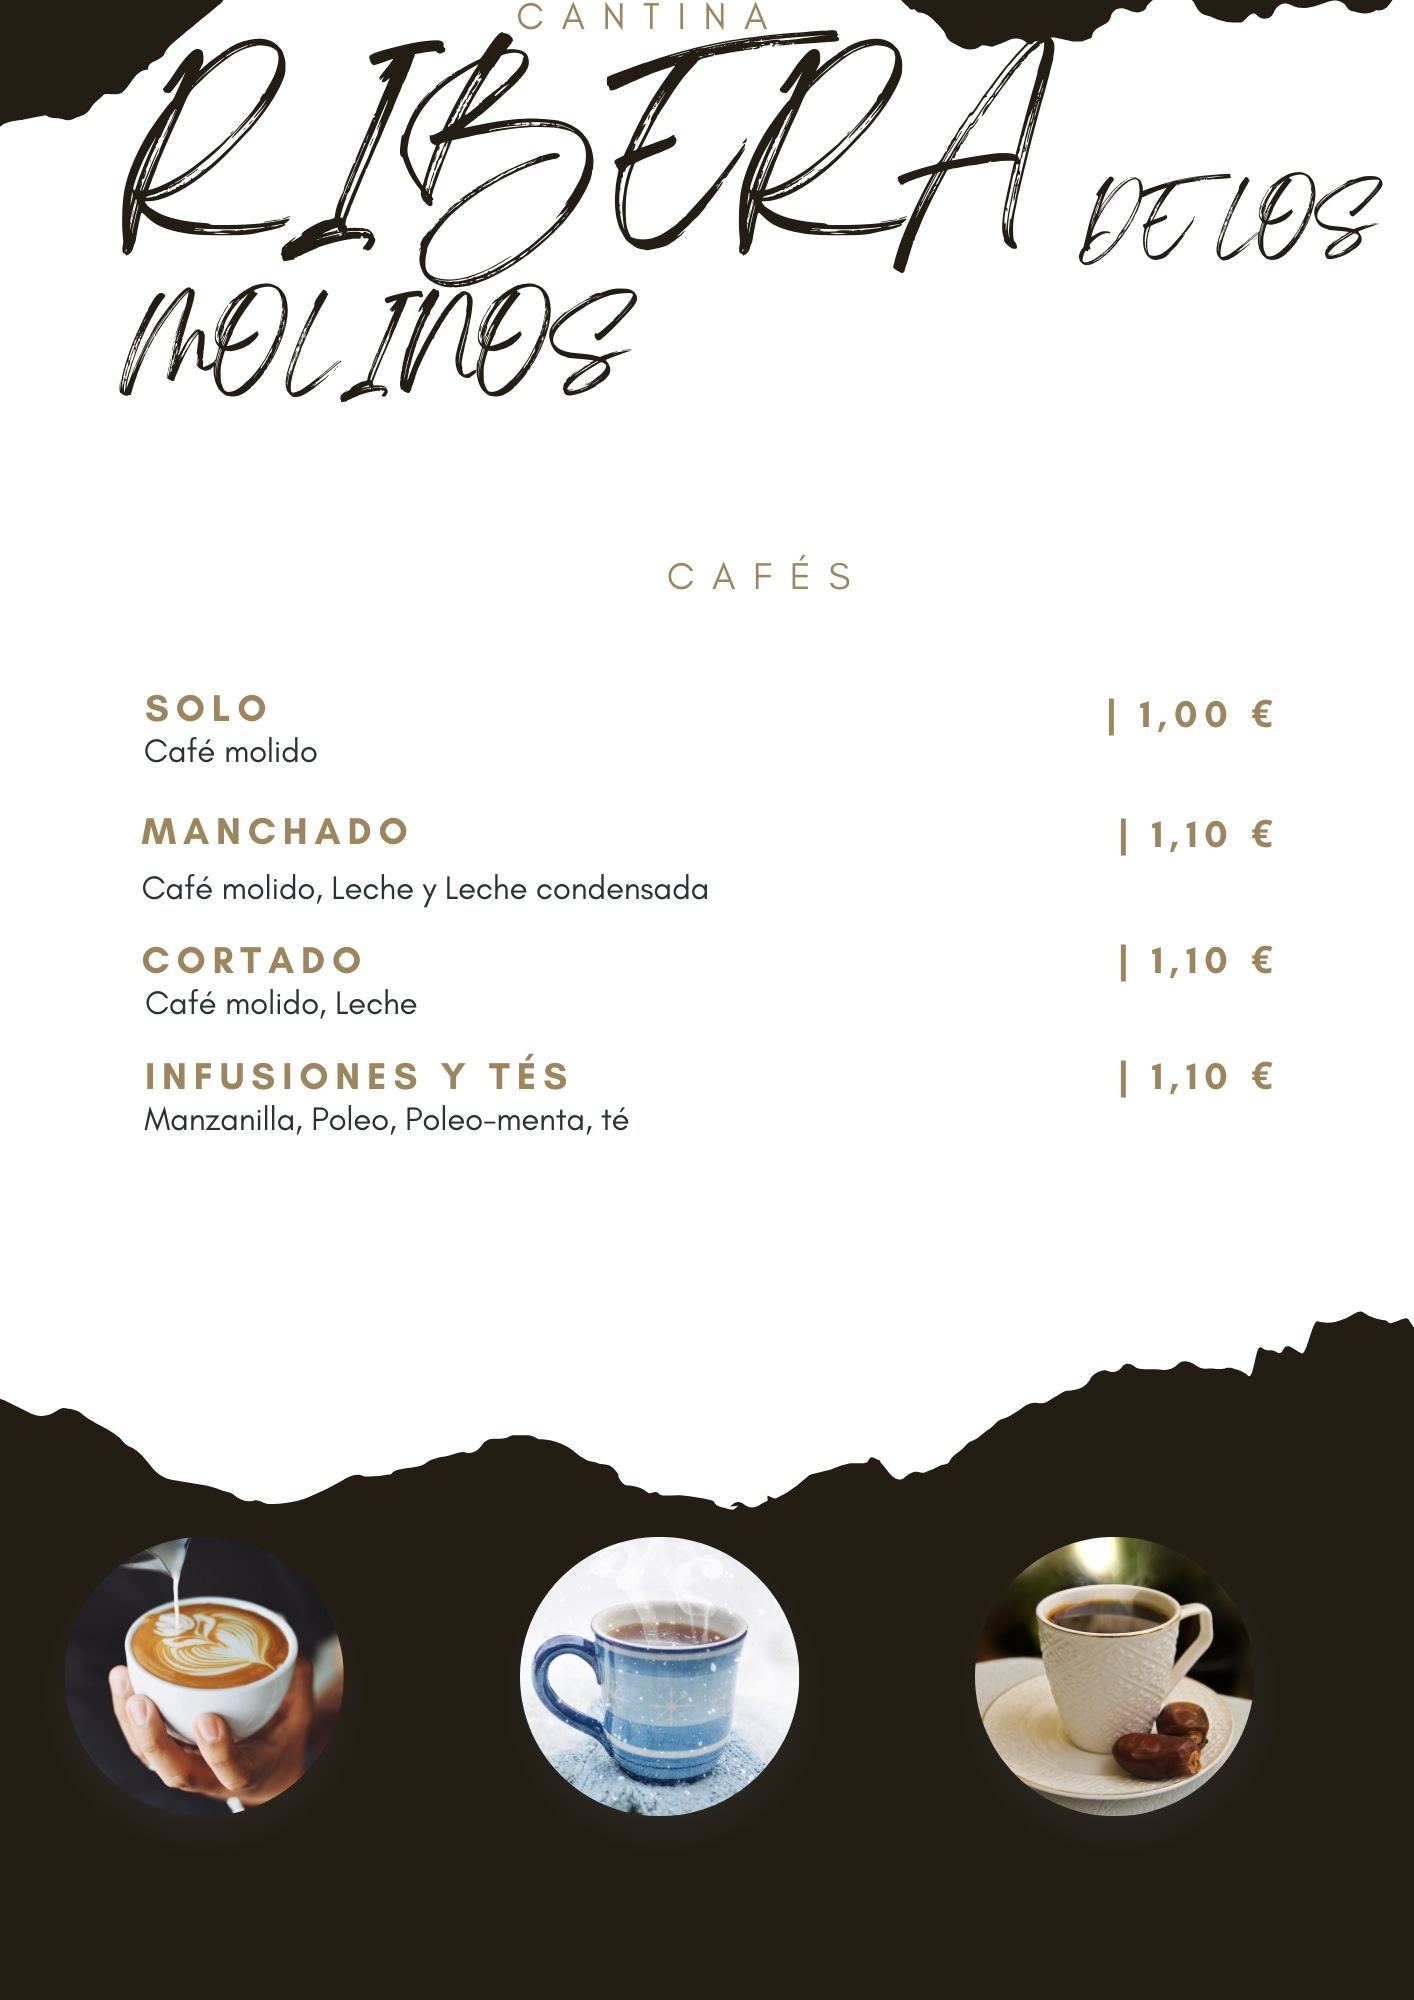 CANTINA
RIBERA DE LOS
MOLINOS
CAFÉS
SOLO | 1,00 €
Café molido
MANCHADO | 1,10 €
Café molido, Leche y Leche condensada
CORTADO | 1,10 €
Café molido, Leche
INFUSIONES Y TÉS | 1,10 €
Manzanilla, Poleo, Poleo-menta, té